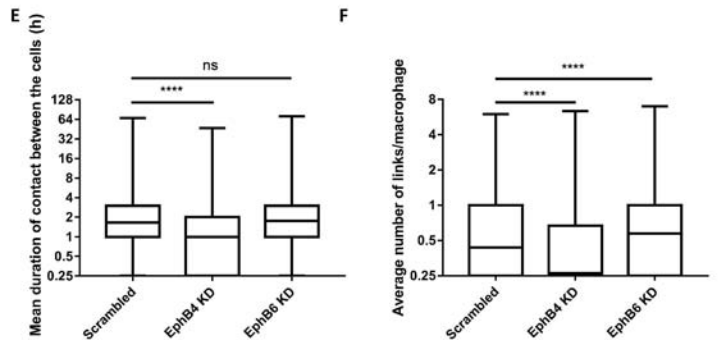 E
Mean duration of contact between the cells (h)
ns
****
128
64
32
16
8
4
2
1
0.5
0.25
Scrambled
EphB4 KD
EphB6 KD
F
Average number of links/macrophage
****
****
8
4
2
1
0.5
0.25
Scrambled
EphB4 KD
EphB6 KD